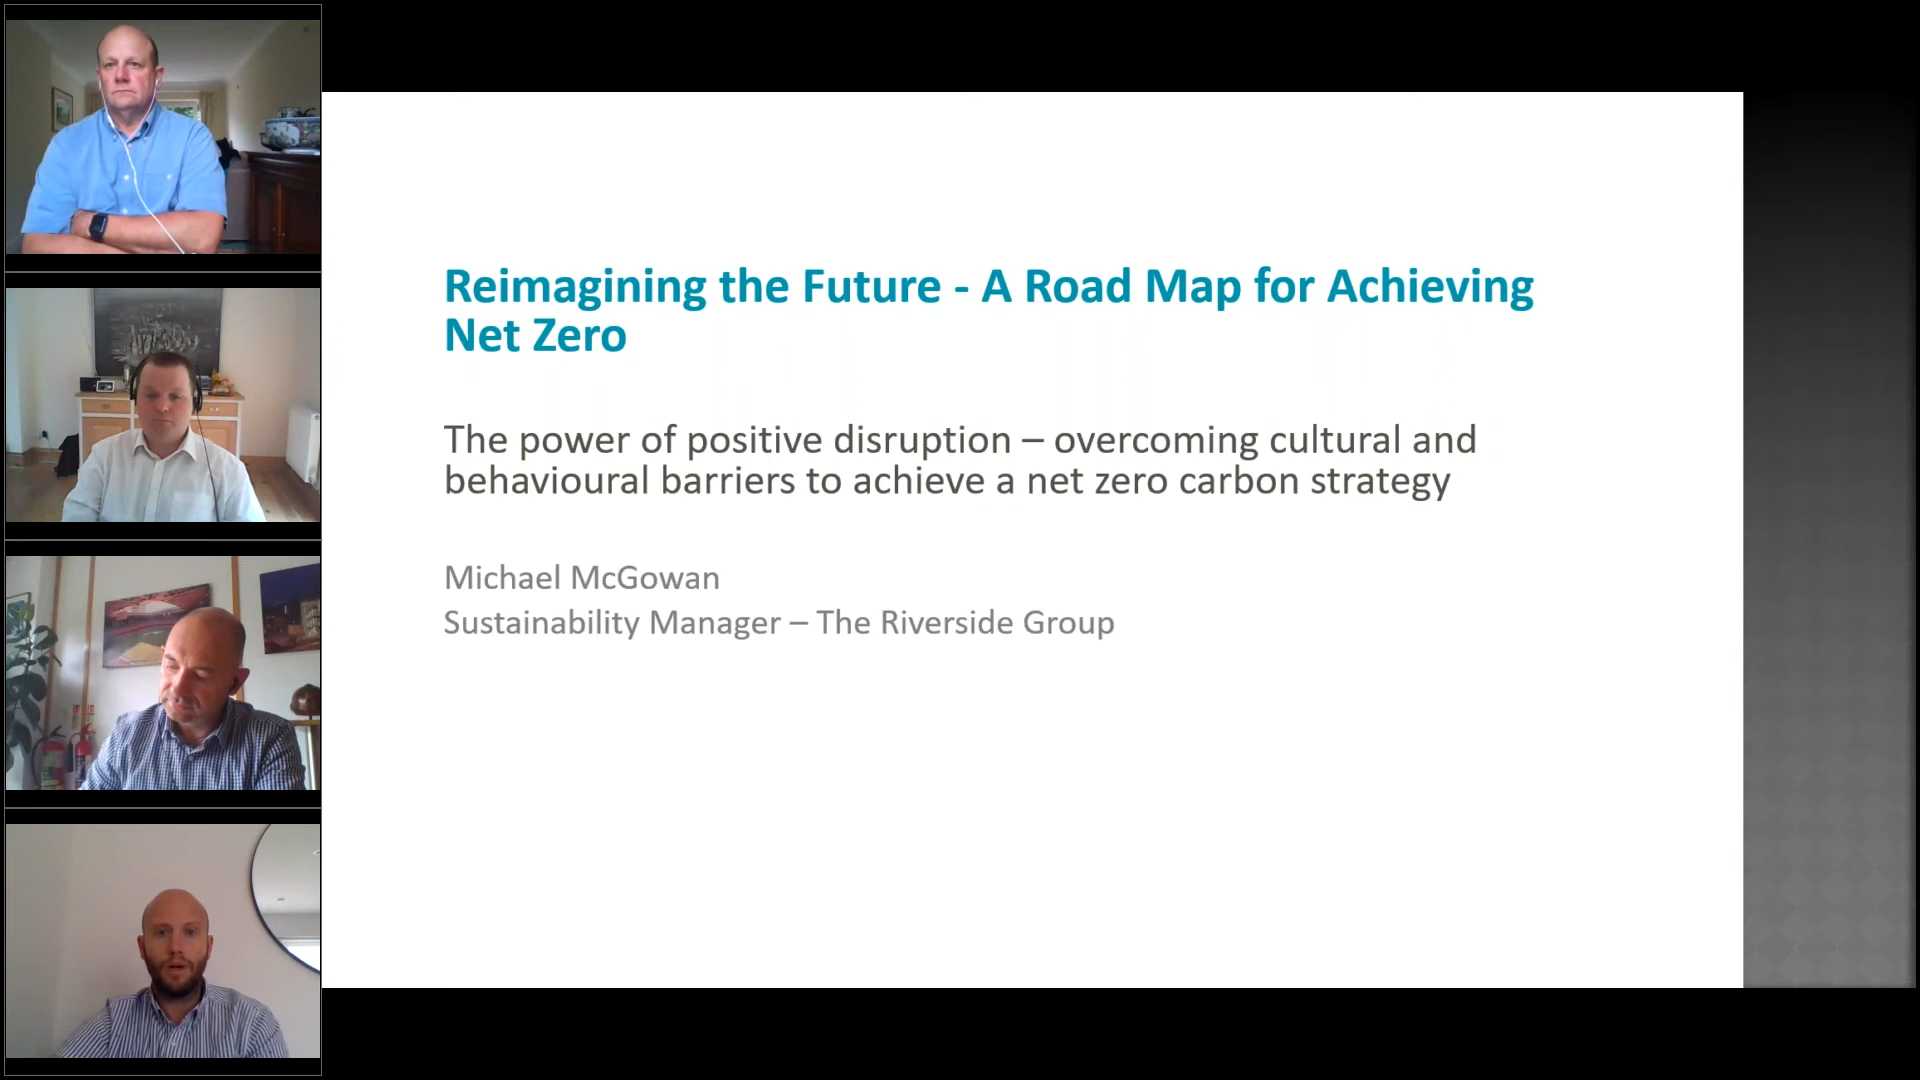 Reimagining the Future - A Road Map for Achieving
Net Zero
The power of positive disruption – overcoming cultural and
behavioural barriers to achieve a net zero carbon strategy
Michael McGowan
Sustainability Manager – The Riverside Group